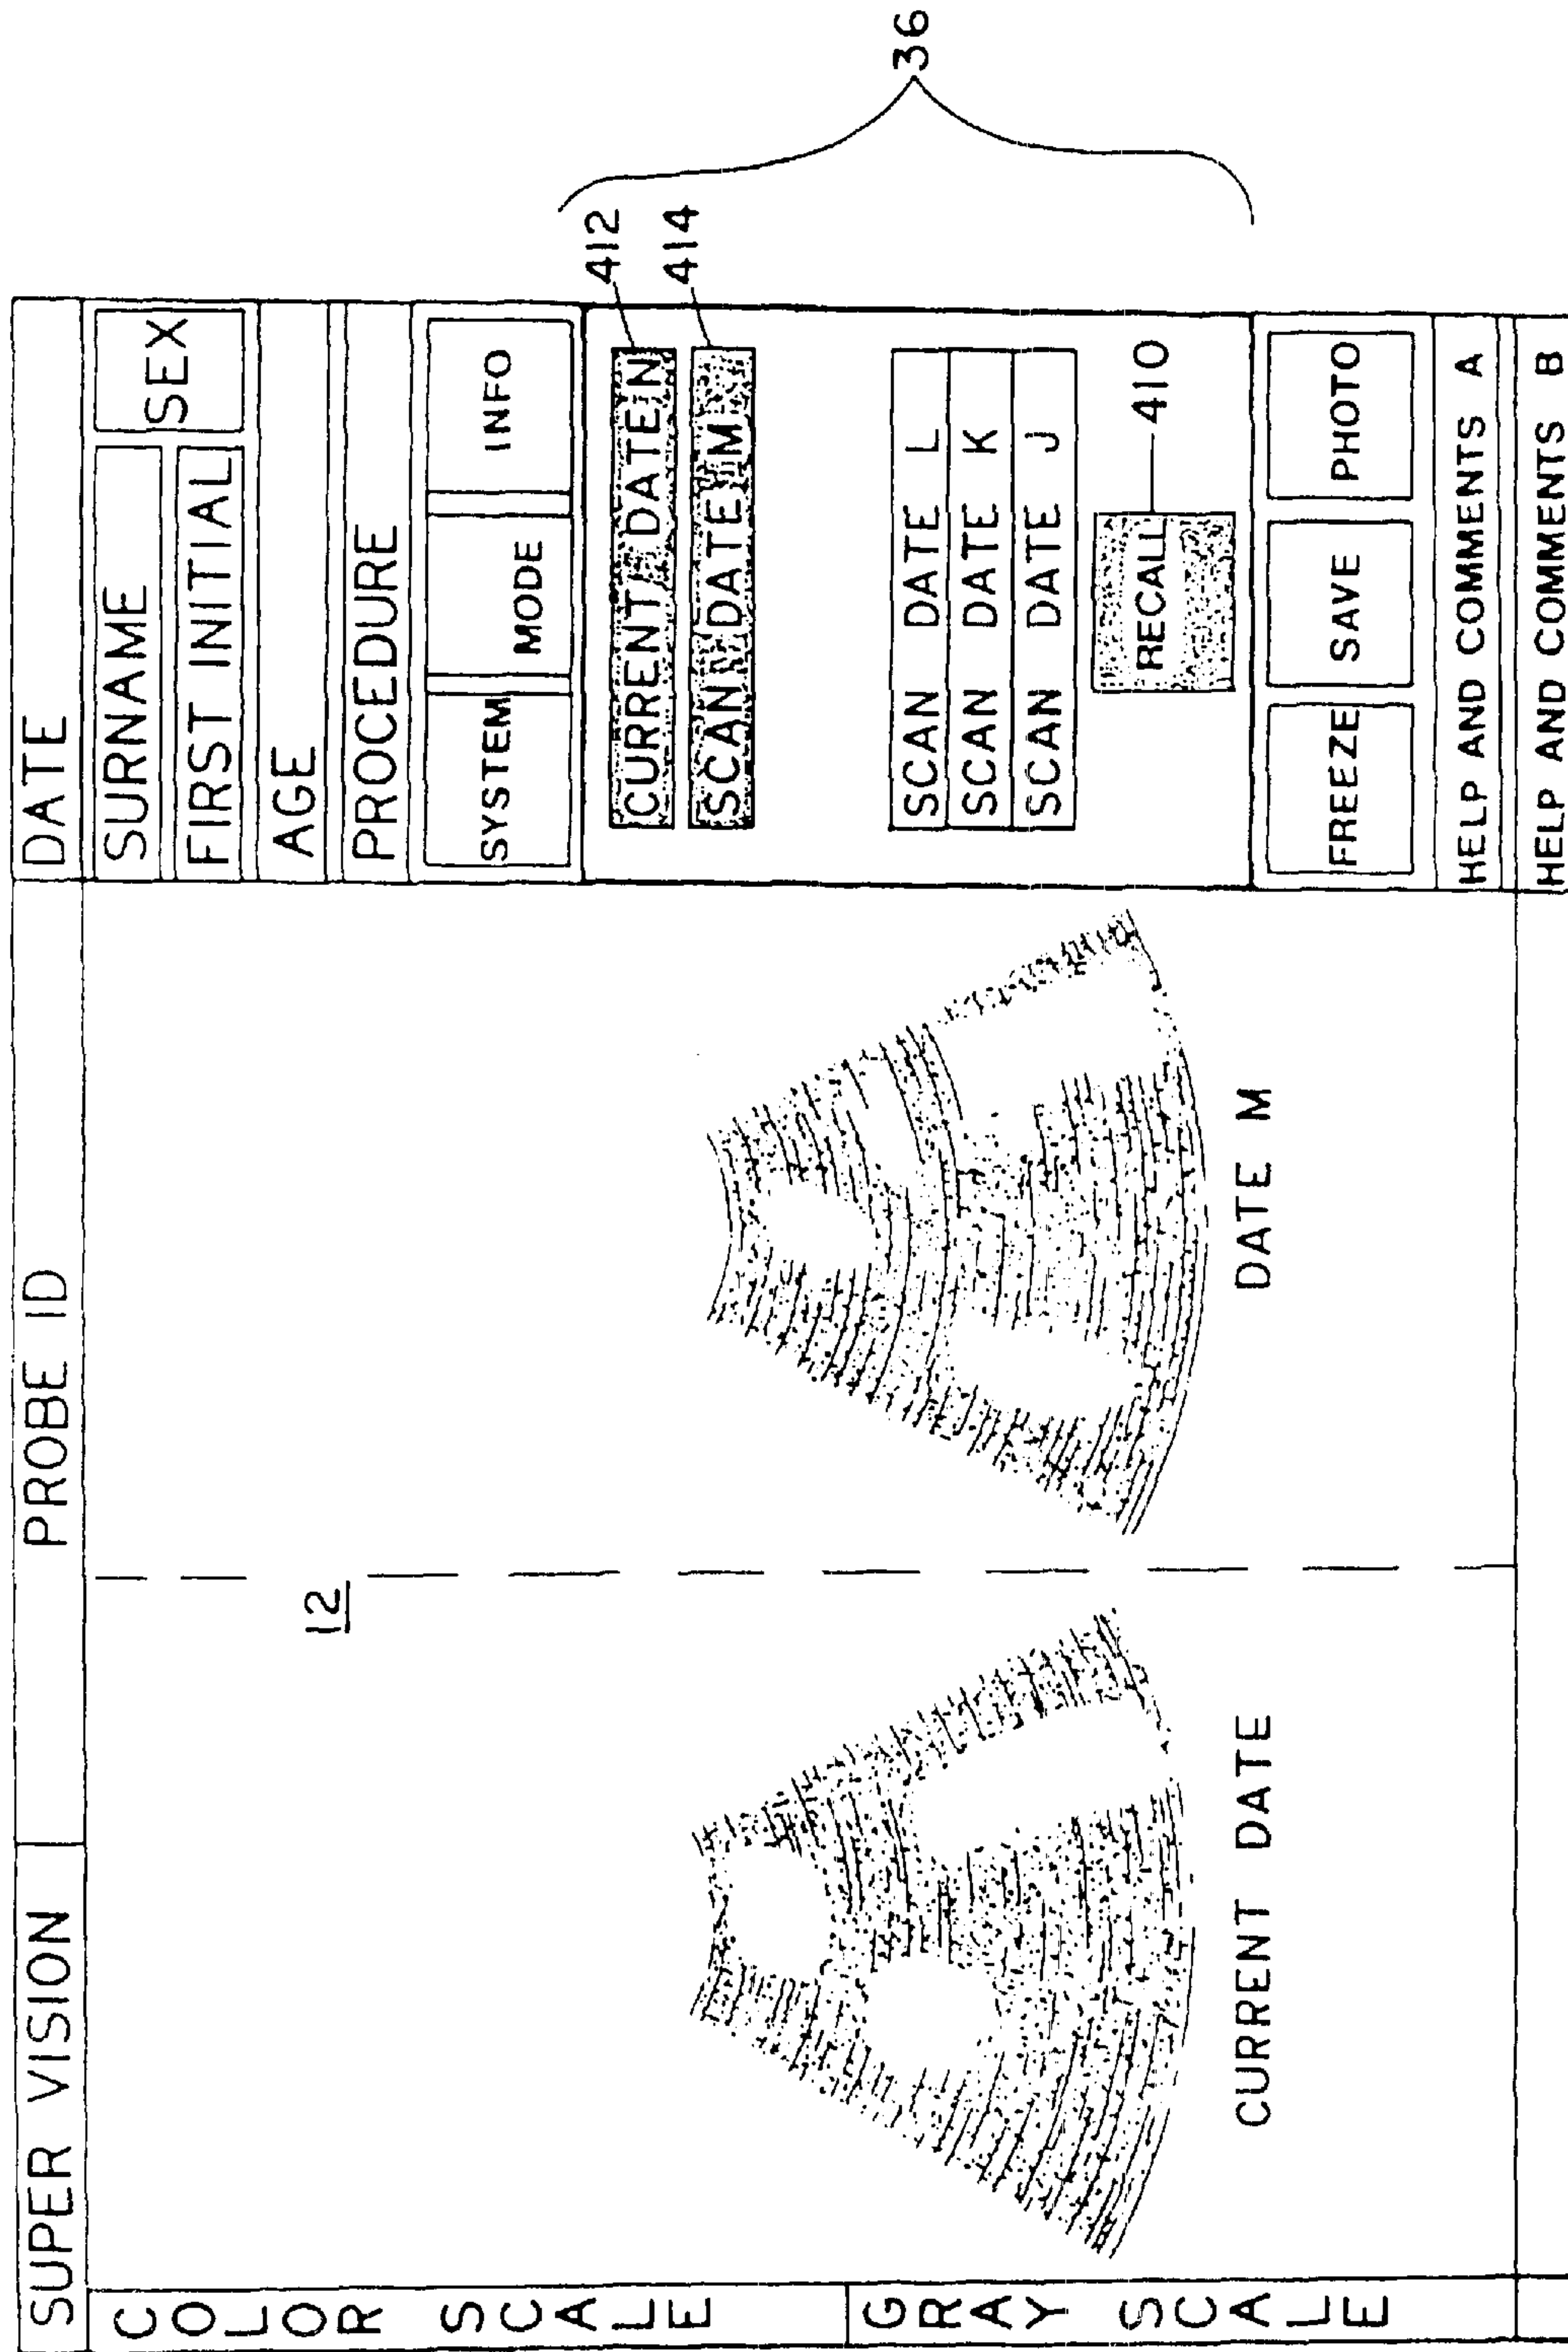 SUPER VISION
PROBE ID
DATE
COLOR SCALE
GRAY SCALE
12
CURRENT DATE
DATE M
SURNAME
SEX
FIRST INITIAL
AGE
PROCEDURE
SYSTEM
MODE
INFO
CURRENT DATE N
412
SCAN DATE M
414
36
SCAN DATE L
SCAN DATE K
SCAN DATE J
RECALL
410
FREEZE
SAVE
PHOTO
HELP AND COMMENTS A
HELP AND COMMENTS B